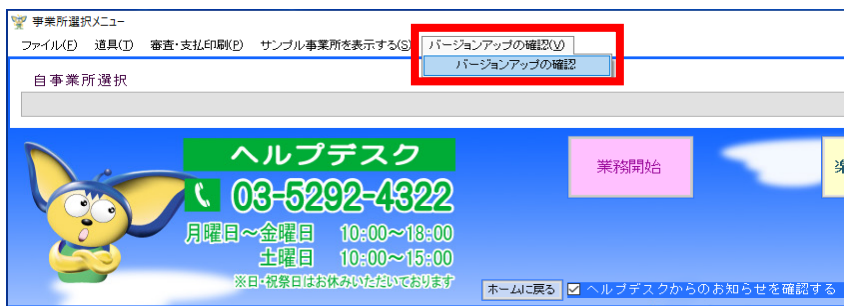 事業所選択メニュー
ファイル(F) 道具(T) 審査・支払印刷(P) サンプル事業所を表示する(S) バージョンアップの確認(V)
バージョンアップの確認
自事業所選択
ヘルプデスク
業務開始
03-5292-4322
月曜日～金曜日 10:00～18:00
土曜日 10:00～15:00
※日・祝祭日はお休みいただいております
ホームに戻る ヘルプデスクからのお知らせを確認する